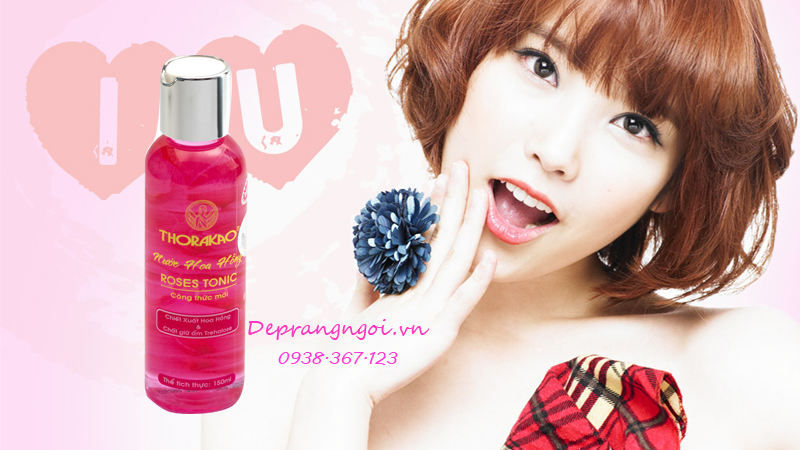 I U
THORAKAO
Nước Hoa Hồng
ROSES TONIC
Công thức mới
Chiết Xuất Hoa Hồng
&
Chất giữ ẩm Trehalose
Thể tích thực: 150ml
Deprangngoi.vn
0938·367·123